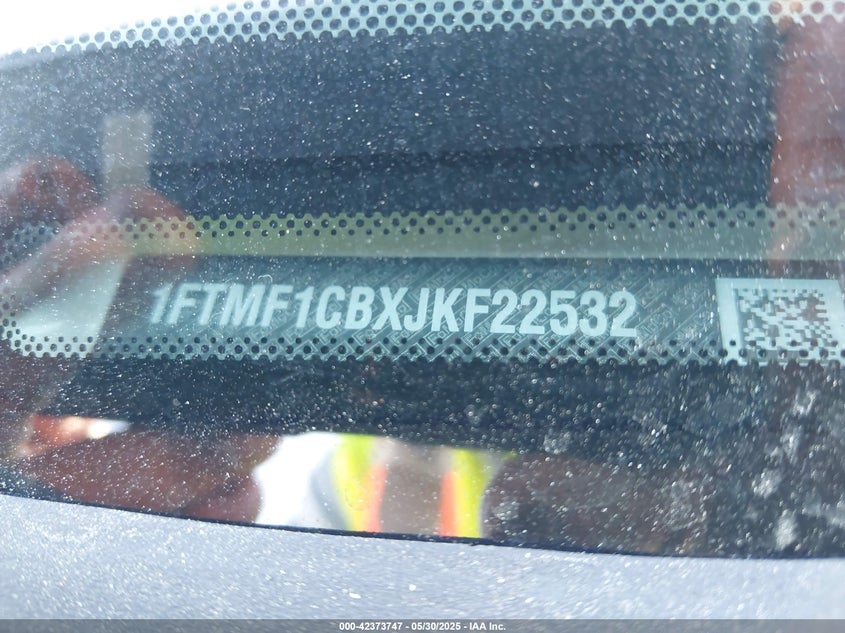 1FTMF1CBXJKF22532
000-42373747 - 05/30/2025 - IAA Inc.